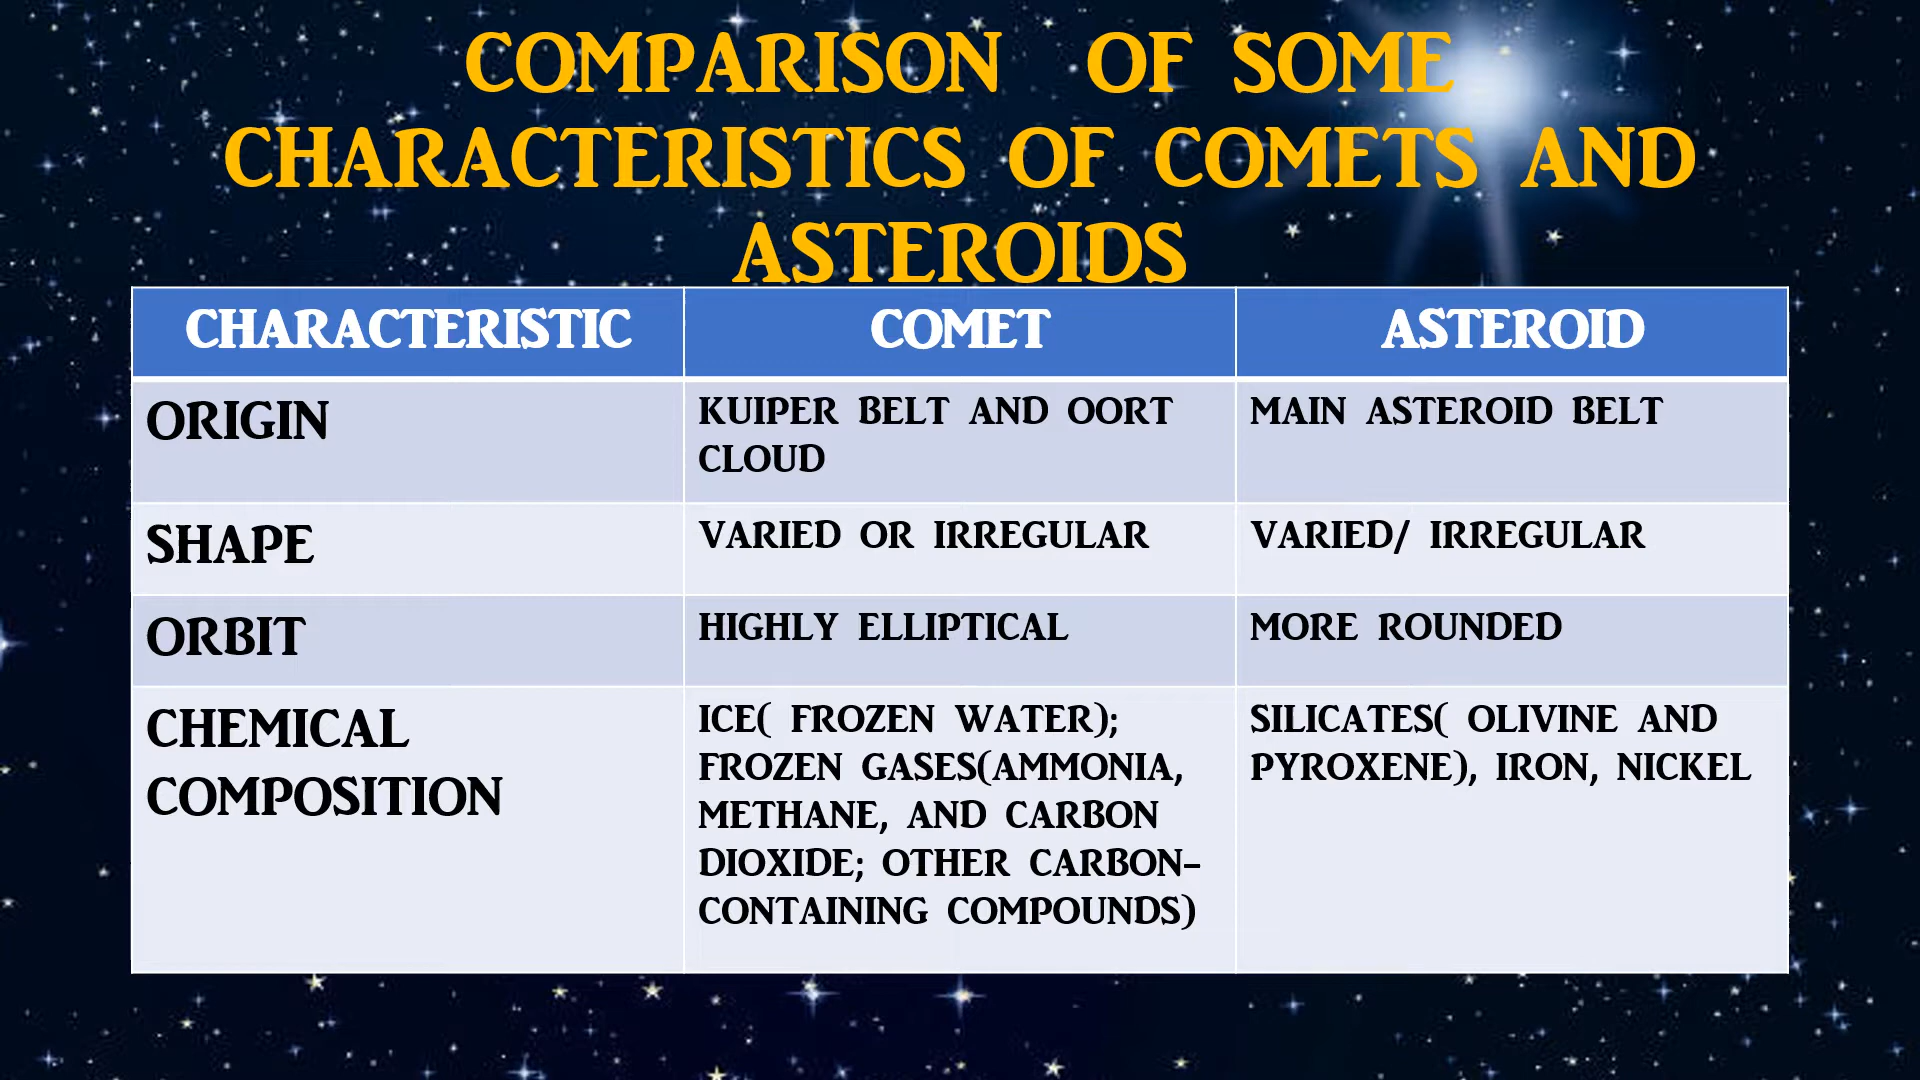 COMPARISON OF SOME
CHARACTERISTICS OF COMETS AND
ASTEROIDS
CHARACTERISTIC COMET ASTEROID
ORIGIN KUIPER BELT AND OORT MAIN ASTEROID BELT
CLOUD
SHAPE VARIED OR IRREGULAR VARIED/ IRREGULAR
ORBIT HIGHLY ELLIPTICAL MORE ROUNDED
CHEMICAL ICE( FROZEN WATER); SILICATES( OLIVINE AND
COMPOSITION FROZEN GASES(AMMONIA, PYROXENE), IRON, NICKEL
METHANE, AND CARBON
DIOXIDE; OTHER CARBON-
CONTAINING COMPOUNDS)